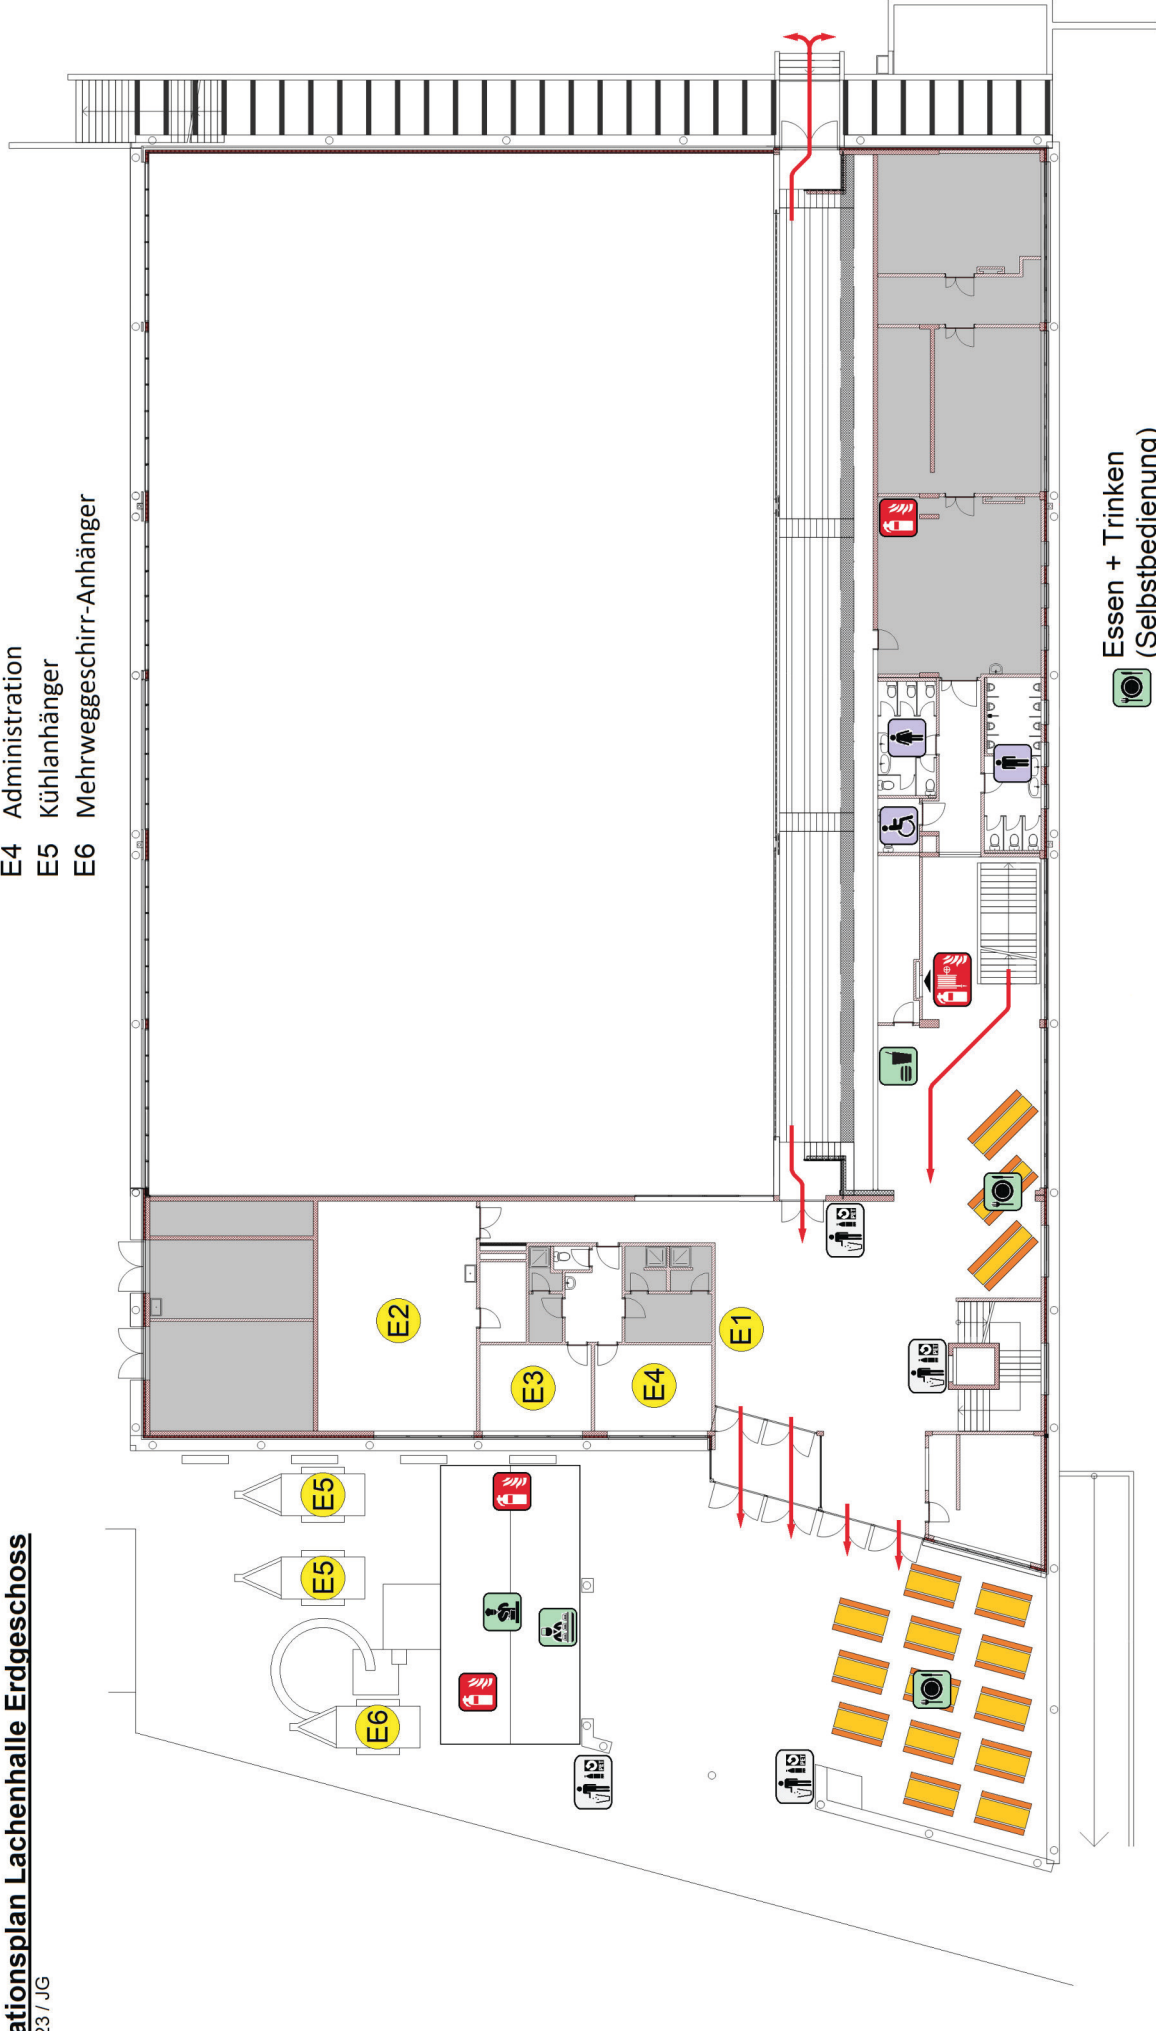 ationsplan Lachenhalle Erdgeschoss
23 / JG
E4 Administration
E5 Kühlanhänger
E6 Mehrweggeschirr-Anhänger
E5
E5
E6
E2
E3
E4
E1
Essen + Trinken
(Selbstbedienung)